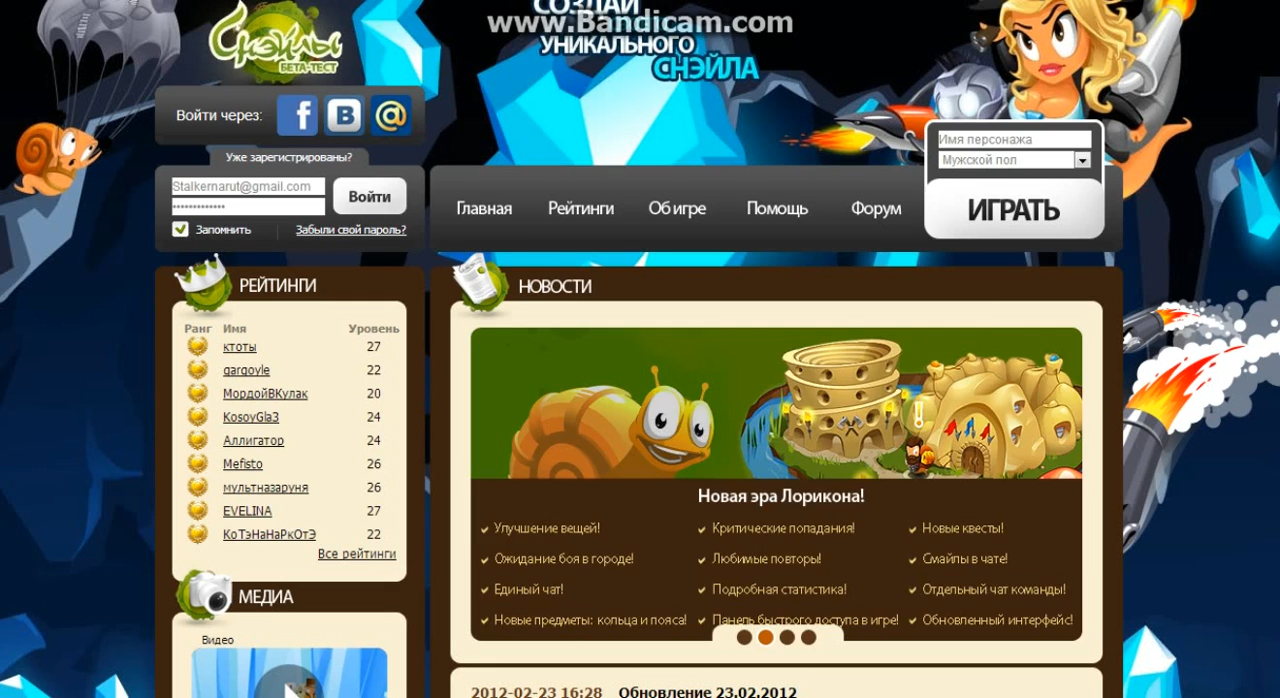 СОЗДАЙ
www.Bandicam.com
УНИКАЛЬНОГО
СНЭЙЛА
Снэйлы
БЕТА-ТЕСТ
Войти через:
Уже зарегистрированы?
Stalkernarut@gmail.com
Войти
Запомнить
Забыли свой пароль?
Главная
Рейтинги
Об игре
Помощь
Форум
Имя персонажа
Мужской пол
ИГРАТЬ
РЕЙТИНГИ
Ранг Имя Уровень
ктоты 27
gargoyle 22
МордойВКулак 20
KosoyGla3 24
Аллигатор 24
Mefisto 26
мультназаруня 26
EVELINA 27
КоТэНаНаРкОтЭ 22
Все рейтинги
МЕДИА
Видео
НОВОСТИ
Новая эра Лорикона!
Улучшение вещей! Критические попадания! Новые квесты!
Ожидание боя в городе! Любимые повторы! Смайлы в чате!
Единый чат! Подробная статистика! Отдельный чат команды!
Новые предметы: кольца и пояса! Панель быстрого доступа в игре! Обновленный интерфейс!
2012-02-23 16:28 Обновление 23.02.2012